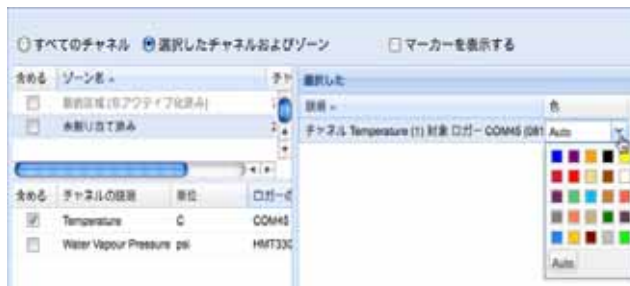 すべてのチャネル 選択したチャネルおよびゾーン マーカーを表示する
含める ゾーン名 チャ
未割り当て済み
含める チャネルの説明 単位 ロガーの
Temperature C COM45
Water Vapour Pressure psi HMT330
選択した
説明 色
チャネル Temperature (1) 対象 ロガー COM45 (081 Auto
Auto